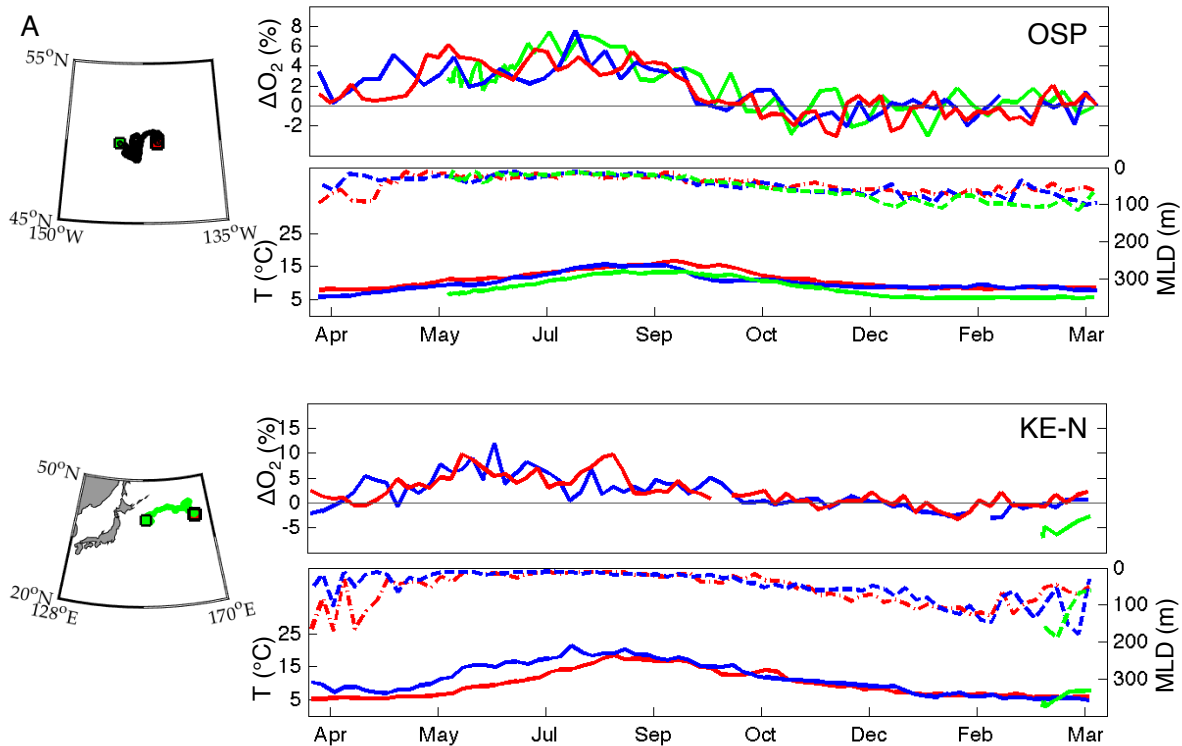 A
55°N
45°N
150°W
135°W
ΔO2 (%)
8
6
4
2
0
-2
OSP
T (°C)
25
15
5
0
100
200
300
MLD (m)
Apr May Jul Sep Oct Dec Feb Mar
50°N
20°N
128°E
170°E
ΔO2 (%)
15
10
5
0
-5
KE-N
T (°C)
25
15
5
0
100
200
300
MLD (m)
Apr May Jul Sep Oct Dec Feb Mar